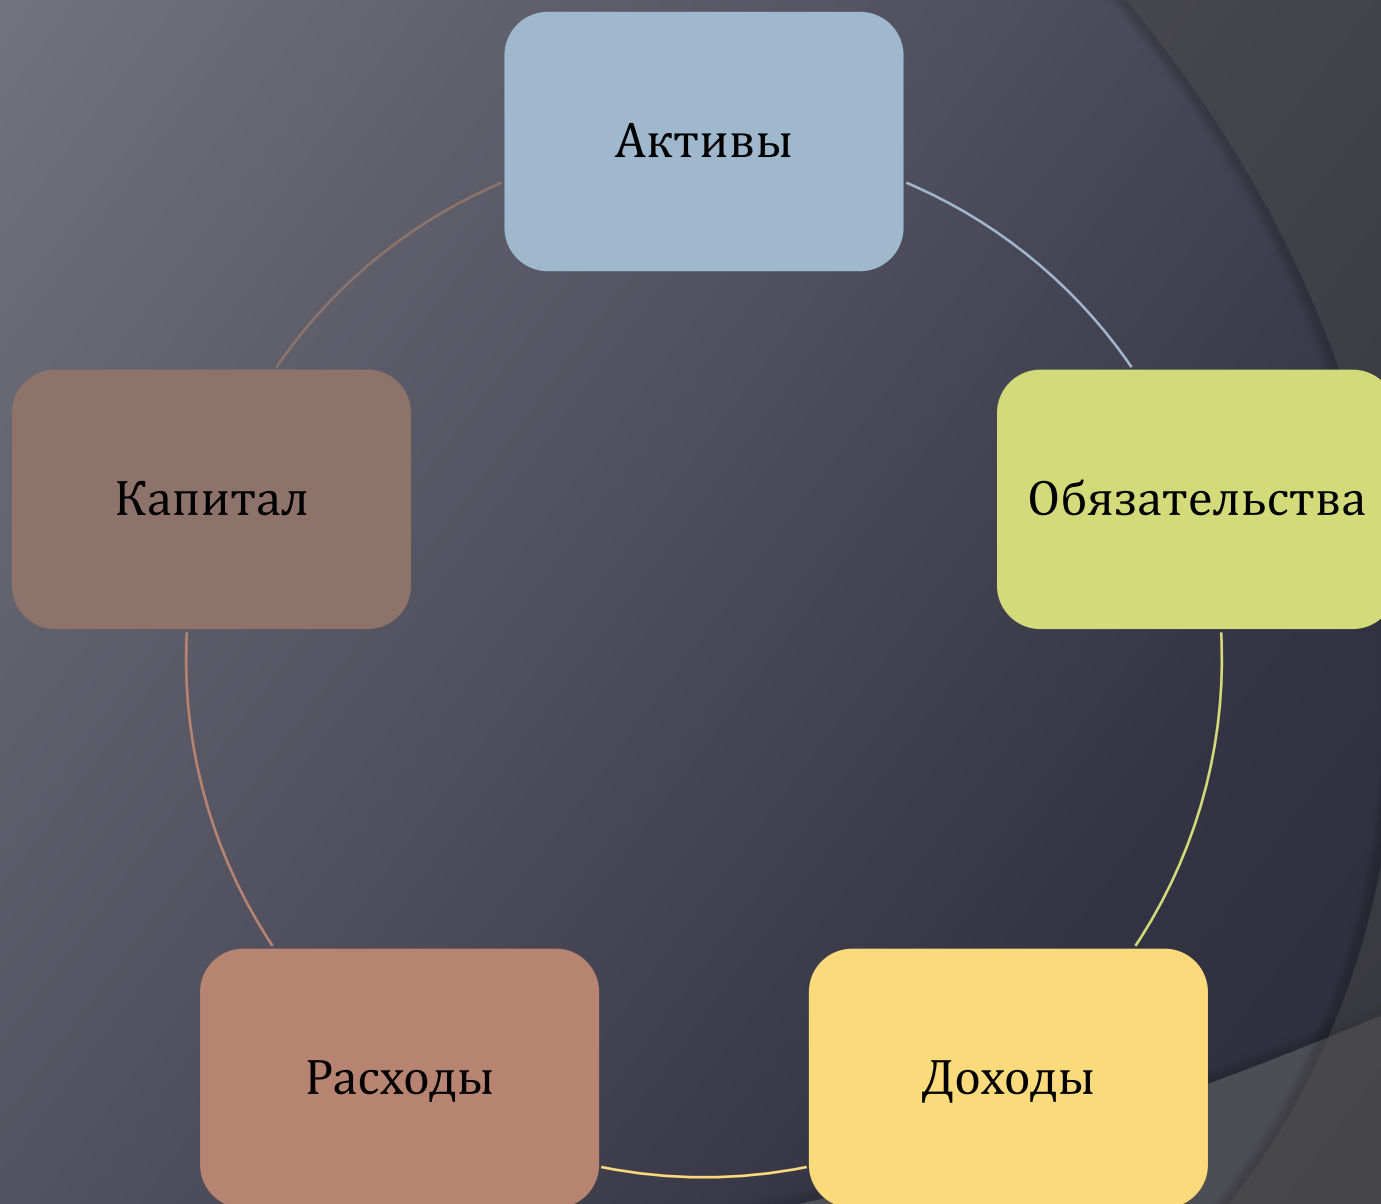 Активы
Капитал
Обязательства
Расходы
Доходы